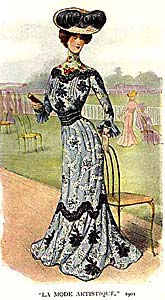 "LA MODE ARTISTIQUE," 1901